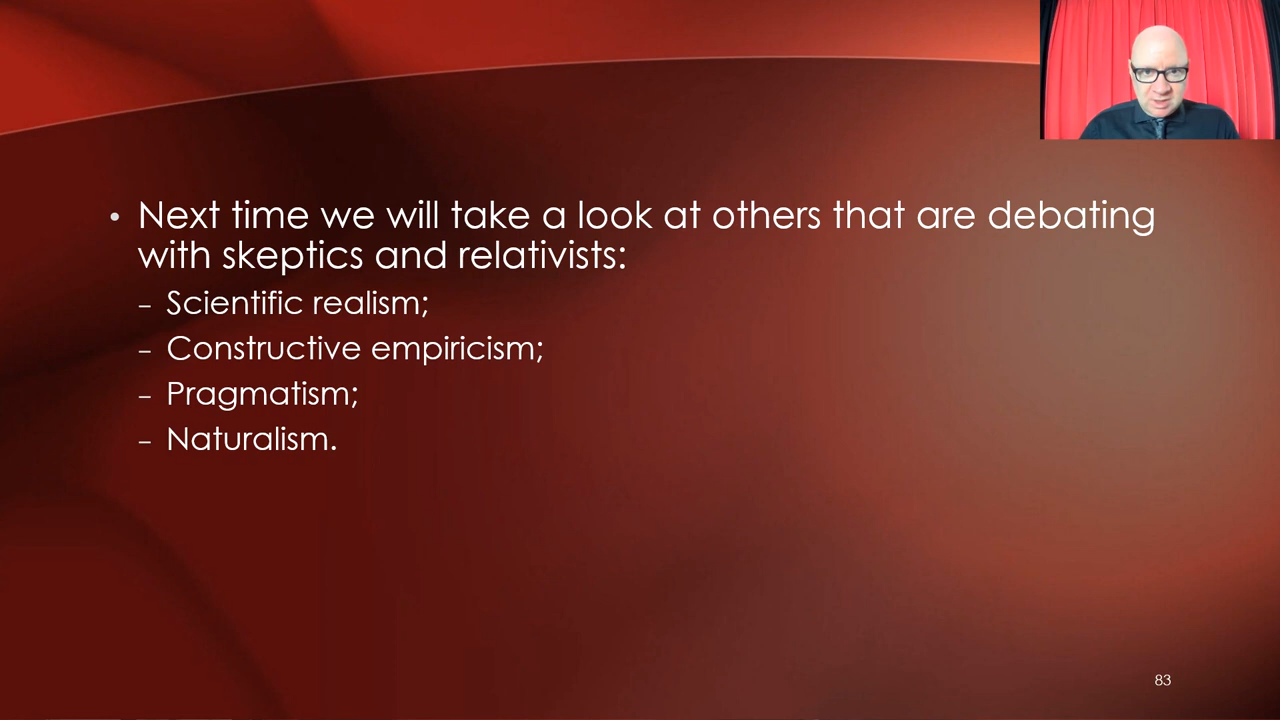 • Next time we will take a look at others that are debating
with skeptics and relativists:
– Scientific realism;
– Constructive empiricism;
– Pragmatism;
– Naturalism.
83